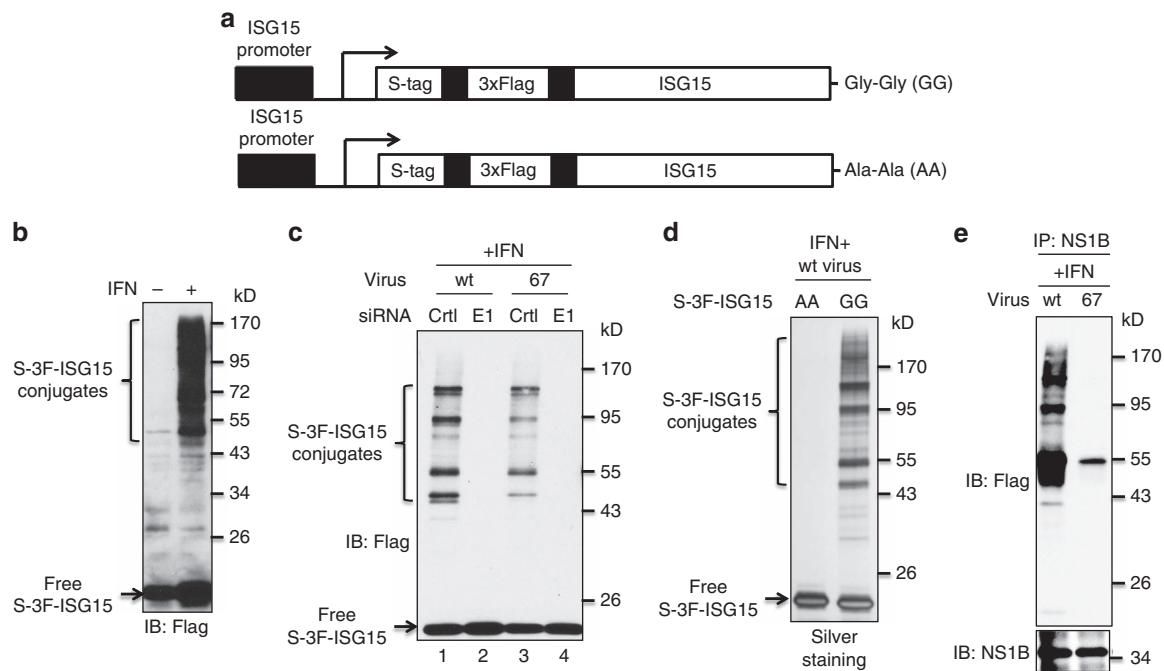 a
ISG15
promoter
S-tag 3xFlag ISG15 Gly-Gly (GG)
ISG15
promoter
S-tag 3xFlag ISG15 Ala-Ala (AA)
b
IFN – +
kD
170
95
72
55
43
34
26
S-3F-ISG15
conjugates
Free
S-3F-ISG15
IB: Flag
c
+IFN
Virus wt 67
siRNA Crtl E1 Crtl E1
kD
170
95
55
43
26
S-3F-ISG15
conjugates
IB: Flag
Free
S-3F-ISG15
1 2 3 4
d
IFN+
wt virus
S-3F-ISG15 AA GG
kD
170
95
55
43
26
S-3F-ISG15
conjugates
Free
S-3F-ISG15
Silver
staining
e
IP: NS1B
+IFN
Virus wt 67
kD
170
95
55
43
26
IB: Flag
IB: NS1B
34